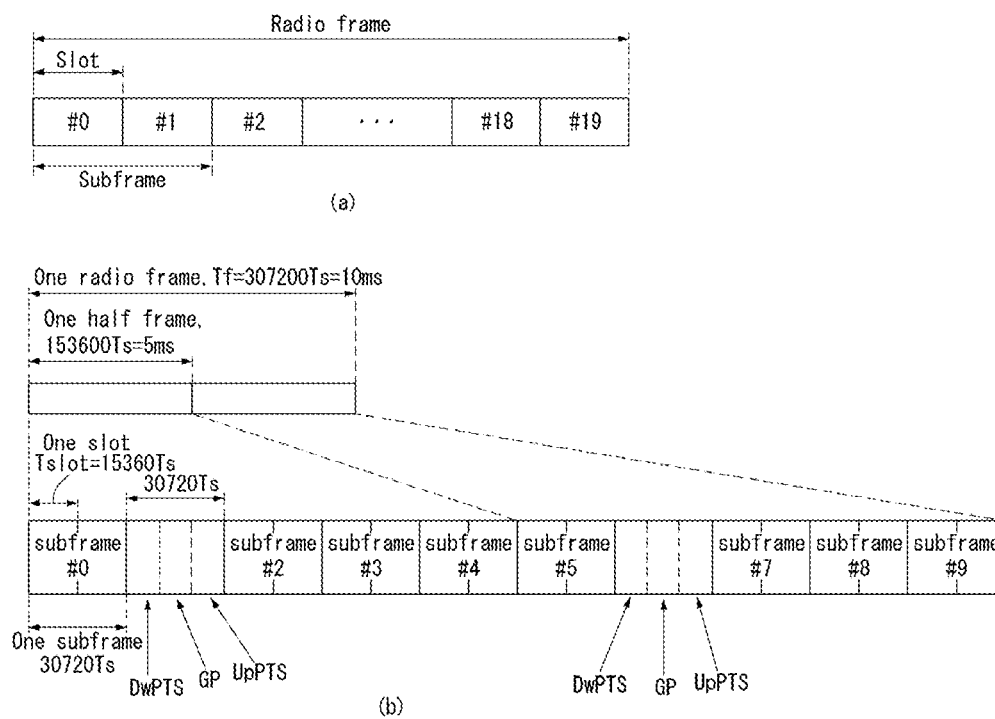 Radio frame
Slot
#0 #1 #2 ... #18 #19
Subframe
(a)
One radio frame, Tf=307200Ts=10ms
One half frame,
153600Ts=5ms
One slot
Tslot=15360Ts
30720Ts
subframe subframe subframe subframe subframe subframe subframe subframe
#0 #2 #3 #4 #5 #7 #8 #9
One subframe
30720Ts
DwPTS GP UpPTS DwPTS GP UpPTS
(b)